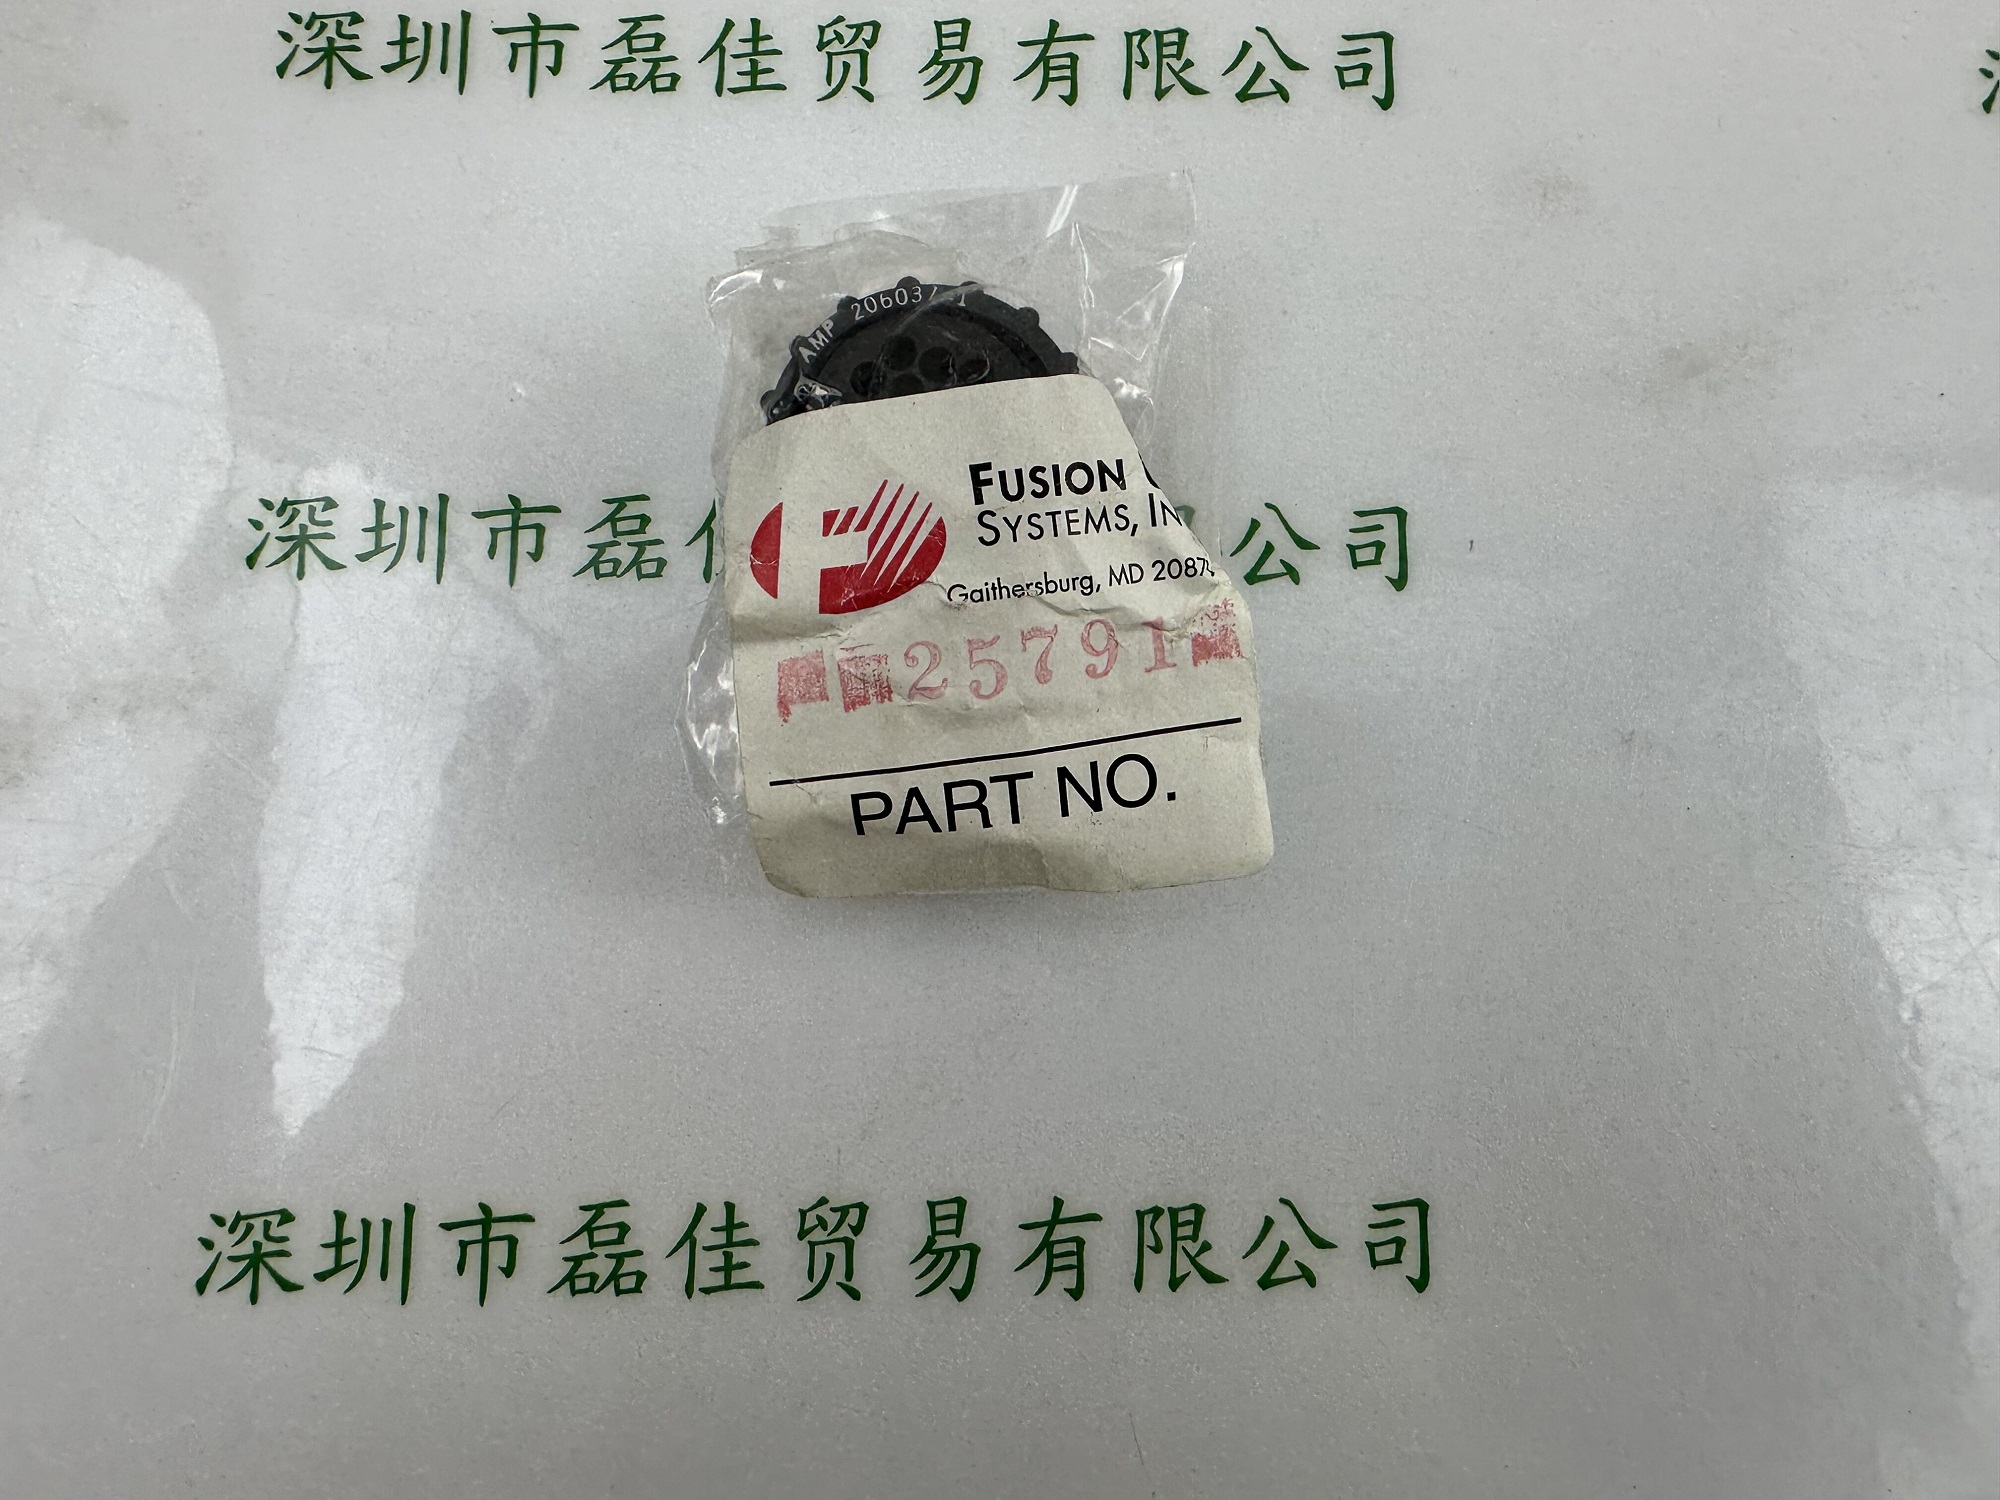 深圳市磊佳贸易有限公司
AMP 20603
FUSION
SYSTEMS, IN
深圳市磊
公司
Gaithersburg, MD 2087
25791
PART NO.
深圳市磊佳贸易有限公司